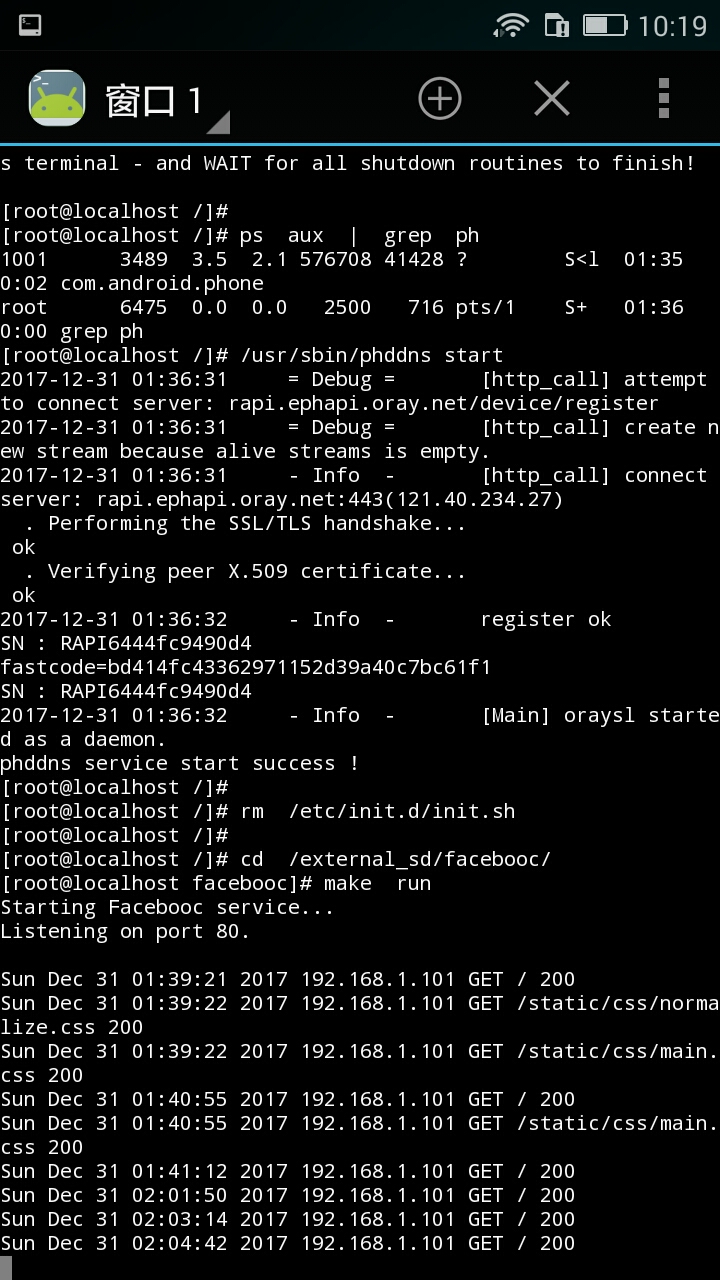 10:19
窗口 1
s terminal - and WAIT for all shutdown routines to finish!
[root@localhost /]#
[root@localhost /]# ps  aux  |  grep  ph
1001      3489  3.5  2.1 576708 41428 ?        S<l  01:35
0:02 com.android.phone
root      6475  0.0  0.0   2500   716 pts/1    S+   01:36
0:00 grep ph
[root@localhost /]# /usr/sbin/phddns start
2017-12-31 01:36:31     = Debug =       [http_call] attempt
to connect server: rapi.ephapi.oray.net/device/register
2017-12-31 01:36:31     = Debug =       [http_call] create n
ew stream because alive streams is empty.
2017-12-31 01:36:31     - Info  -       [http_call] connect
server: rapi.ephapi.oray.net:443(121.40.234.27)
  . Performing the SSL/TLS handshake...
 ok
  . Verifying peer X.509 certificate...
 ok
2017-12-31 01:36:32     - Info  -       register ok
SN : RAPI6444fc9490d4
fastcode=bd414fc43362971152d39a40c7bc61f1
SN : RAPI6444fc9490d4
2017-12-31 01:36:32     - Info  -       [Main] oraysl starte
d as a daemon.
phddns service start success !
[root@localhost /]#
[root@localhost /]# rm  /etc/init.d/init.sh
[root@localhost /]#
[root@localhost /]# cd  /external_sd/facebooc/
[root@localhost facebooc]# make  run
Starting Facebooc service...
Listening on port 80.
Sun Dec 31 01:39:21 2017 192.168.1.101 GET / 200
Sun Dec 31 01:39:22 2017 192.168.1.101 GET /static/css/norma
lize.css 200
Sun Dec 31 01:39:22 2017 192.168.1.101 GET /static/css/main.
css 200
Sun Dec 31 01:40:55 2017 192.168.1.101 GET / 200
Sun Dec 31 01:40:55 2017 192.168.1.101 GET /static/css/main.
css 200
Sun Dec 31 01:41:12 2017 192.168.1.101 GET / 200
Sun Dec 31 02:01:50 2017 192.168.1.101 GET / 200
Sun Dec 31 02:03:14 2017 192.168.1.101 GET / 200
Sun Dec 31 02:04:42 2017 192.168.1.101 GET / 200